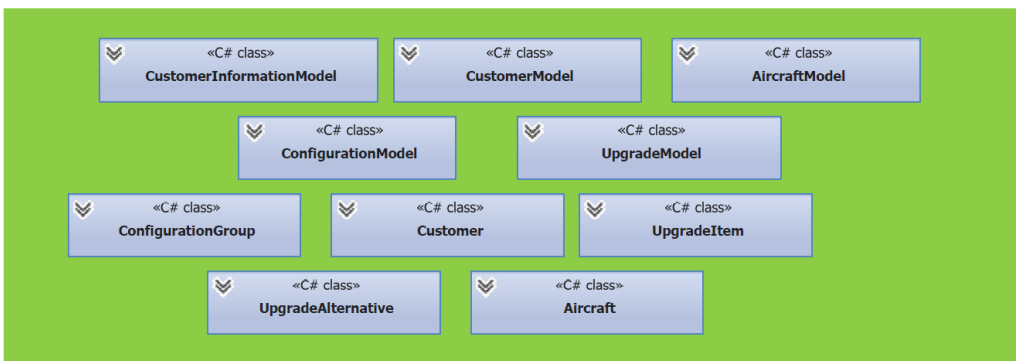 «C# class»
CustomerInformationModel
«C# class»
CustomerModel
«C# class»
AircraftModel
«C# class»
ConfigurationModel
«C# class»
UpgradeModel
«C# class»
ConfigurationGroup
«C# class»
Customer
«C# class»
UpgradeItem
«C# class»
UpgradeAlternative
«C# class»
Aircraft